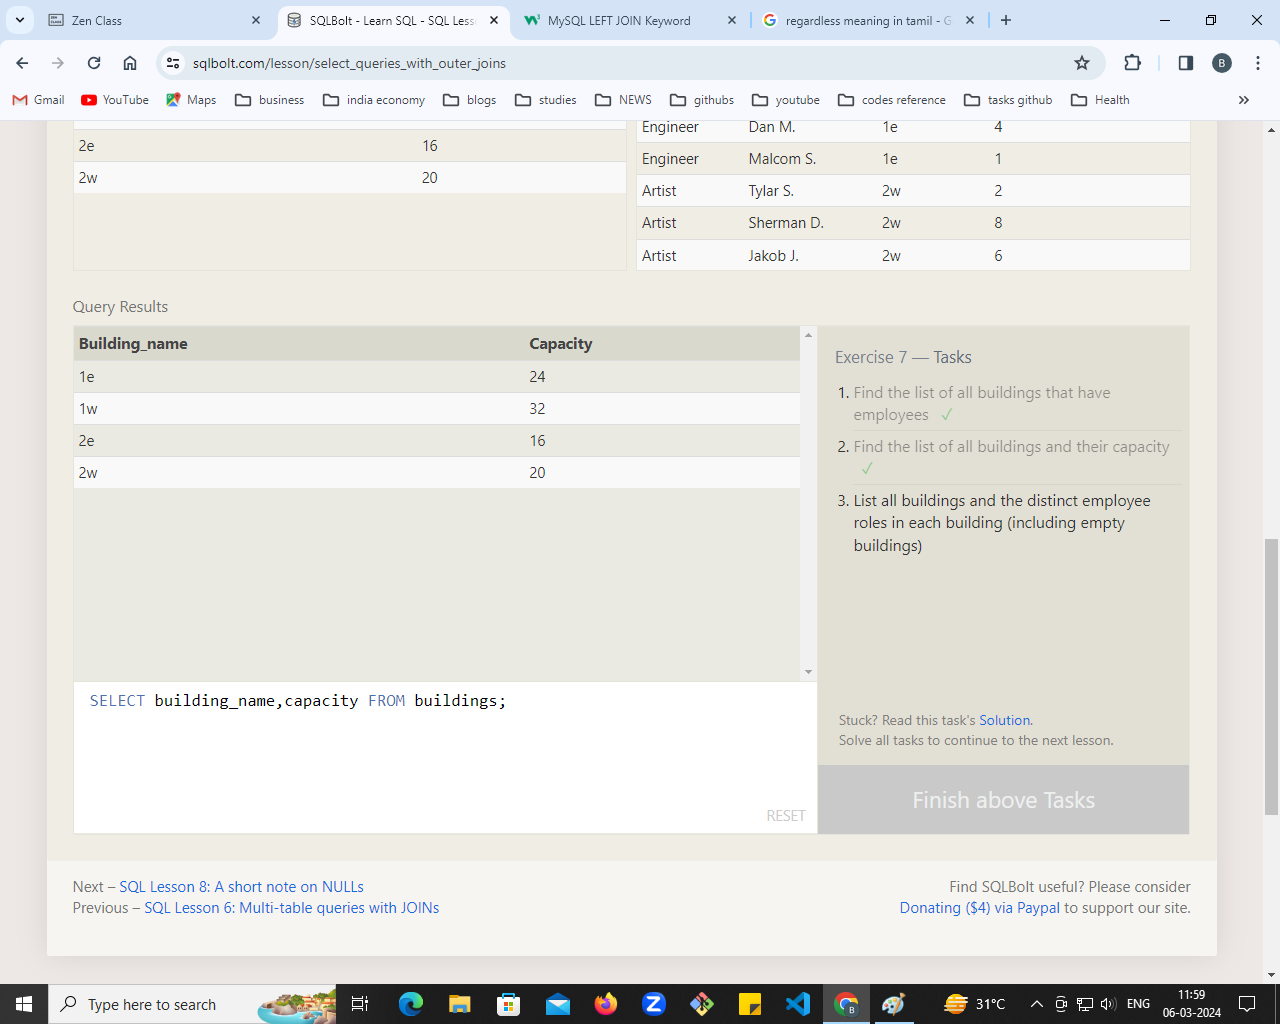 Zen Class
SQLBolt - Learn SQL - SQL Less
MySQL LEFT JOIN Keyword
regardless meaning in tamil - G
sqlbolt.com/lesson/select_queries_with_outer_joins
B
Gmail
YouTube
Maps
business
india economy
blogs
studies
NEWS
githubs
youtube
codes reference
tasks github
Health
2e 16
2w 20
Engineer Dan M. 1e 4
Engineer Malcom S. 1e 1
Artist Tylar S. 2w 2
Artist Sherman D. 2w 8
Artist Jakob J. 2w 6
Query Results
Building_name Capacity
1e 24
1w 32
2e 16
2w 20
SELECT building_name,capacity FROM buildings;
RESET
Exercise 7 — Tasks
1. Find the list of all buildings that have
employees ✓
2. Find the list of all buildings and their capacity
✓
3. List all buildings and the distinct employee
roles in each building (including empty
buildings)
Stuck? Read this task's Solution.
Solve all tasks to continue to the next lesson.
Finish above Tasks
Next – SQL Lesson 8: A short note on NULLs
Previous – SQL Lesson 6: Multi-table queries with JOINs
Find SQLBolt useful? Please consider
Donating ($4) via Paypal to support our site.
Type here to search
31°C
ENG
11:59
06-03-2024